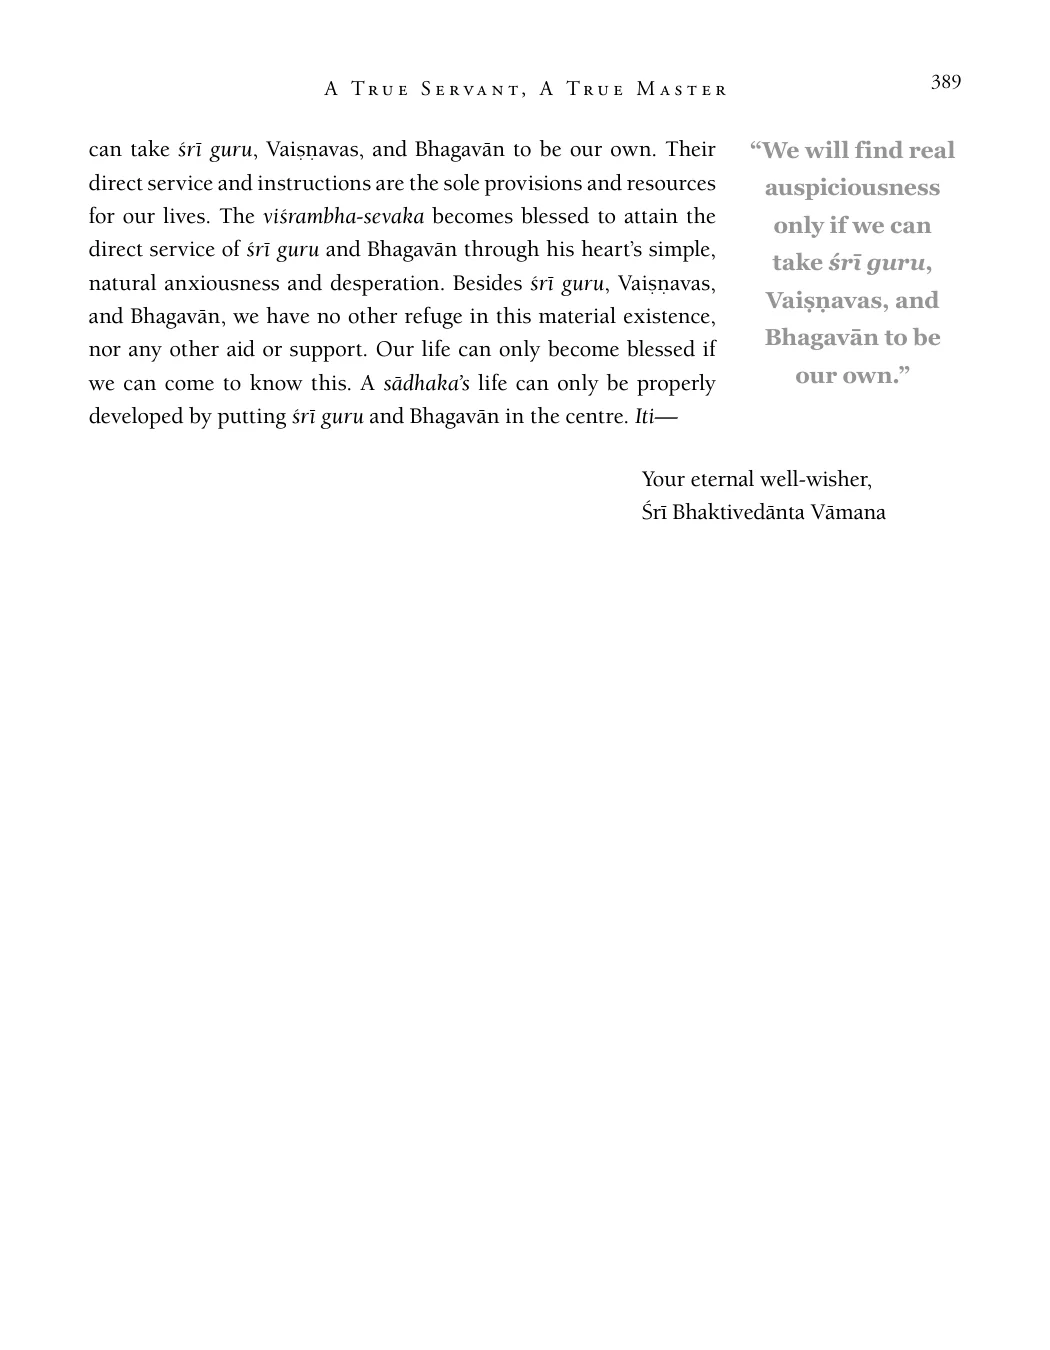 A True Servant, A True Master
389
can take śrī guru, Vaiṣṇavas, and Bhagavān to be our own. Their
direct service and instructions are the sole provisions and resources
for our lives. The viśrambha-sevaka becomes blessed to attain the
direct service of śrī guru and Bhagavān through his heart’s simple,
natural anxiousness and desperation. Besides śrī guru, Vaiṣṇavas,
and Bhagavān, we have no other refuge in this material existence,
nor any other aid or support. Our life can only become blessed if
we can come to know this. A sādhaka’s life can only be properly
developed by putting śrī guru and Bhagavān in the centre. Iti—
“We will find real
auspiciousness
only if we can
take śrī guru,
Vaiṣṇavas, and
Bhagavān to be
our own.”
Your eternal well-wisher,
Śrī Bhaktivedānta Vāmana